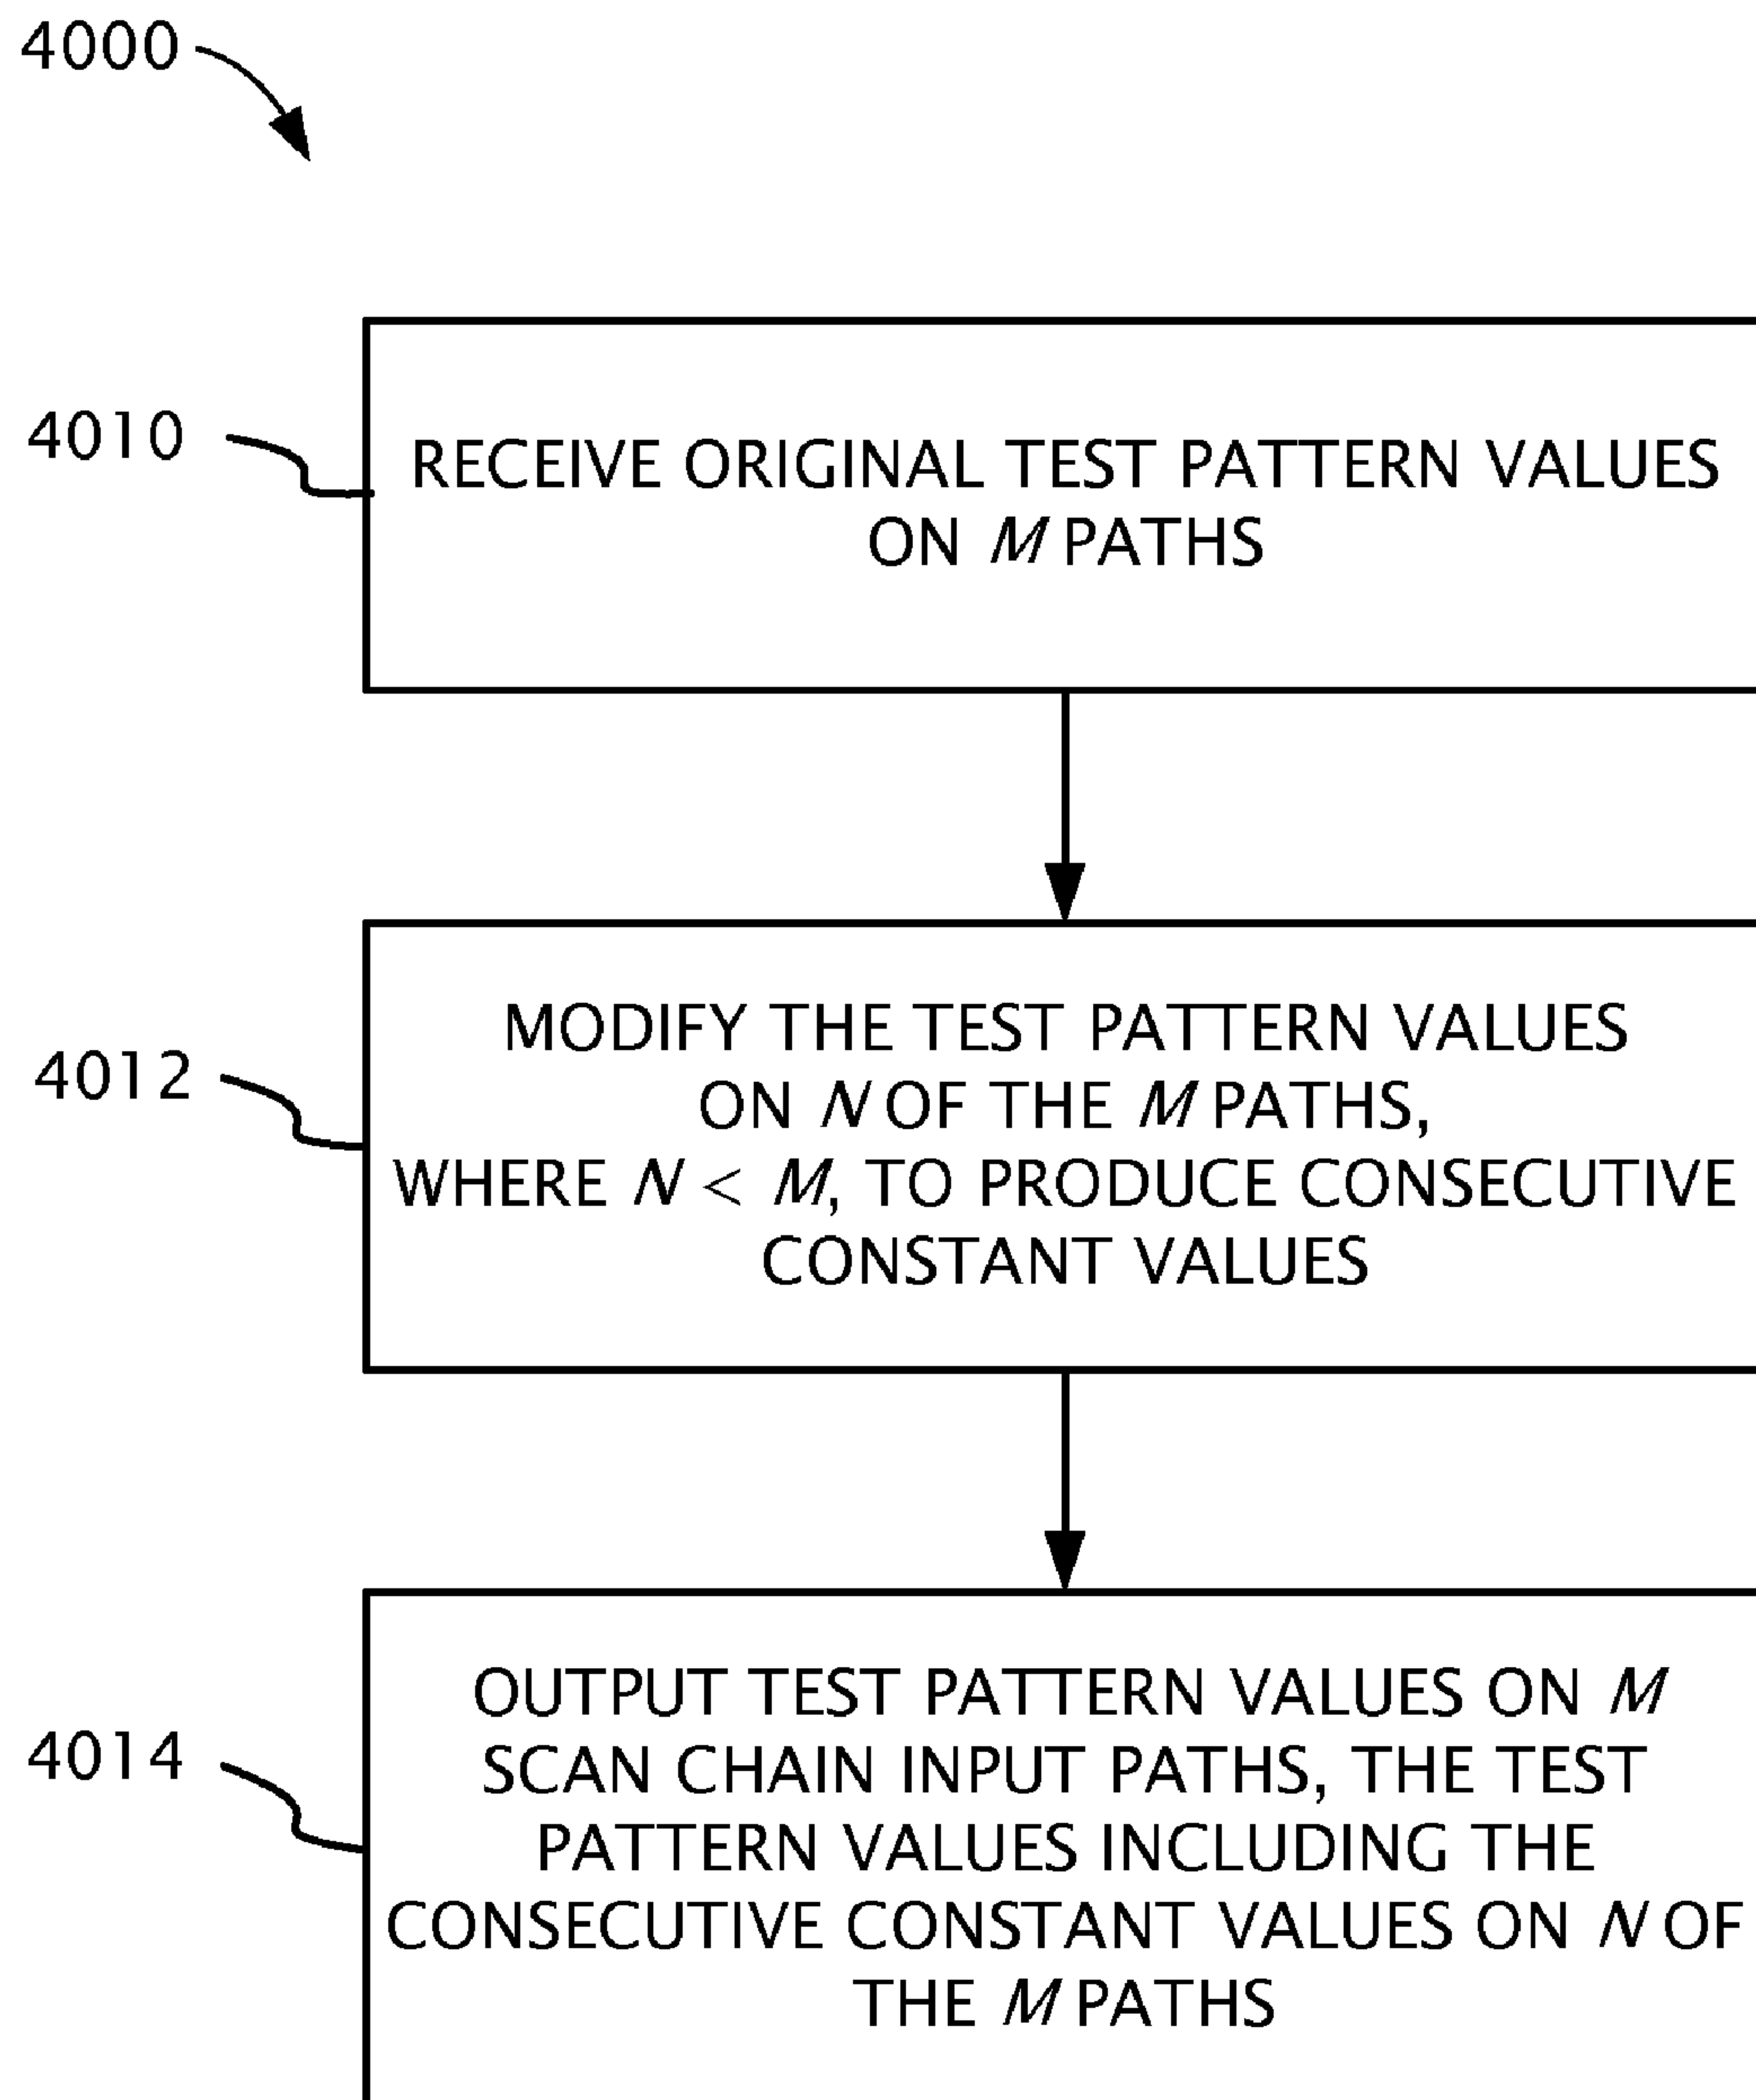 4000
4010
RECEIVE ORIGINAL TEST PATTERN VALUES
ON M PATHS
4012
MODIFY THE TEST PATTERN VALUES
ON N OF THE M PATHS,
WHERE N < M, TO PRODUCE CONSECUTIVE
CONSTANT VALUES
4014
OUTPUT TEST PATTERN VALUES ON M
SCAN CHAIN INPUT PATHS, THE TEST
PATTERN VALUES INCLUDING THE
CONSECUTIVE CONSTANT VALUES ON N OF
THE M PATHS